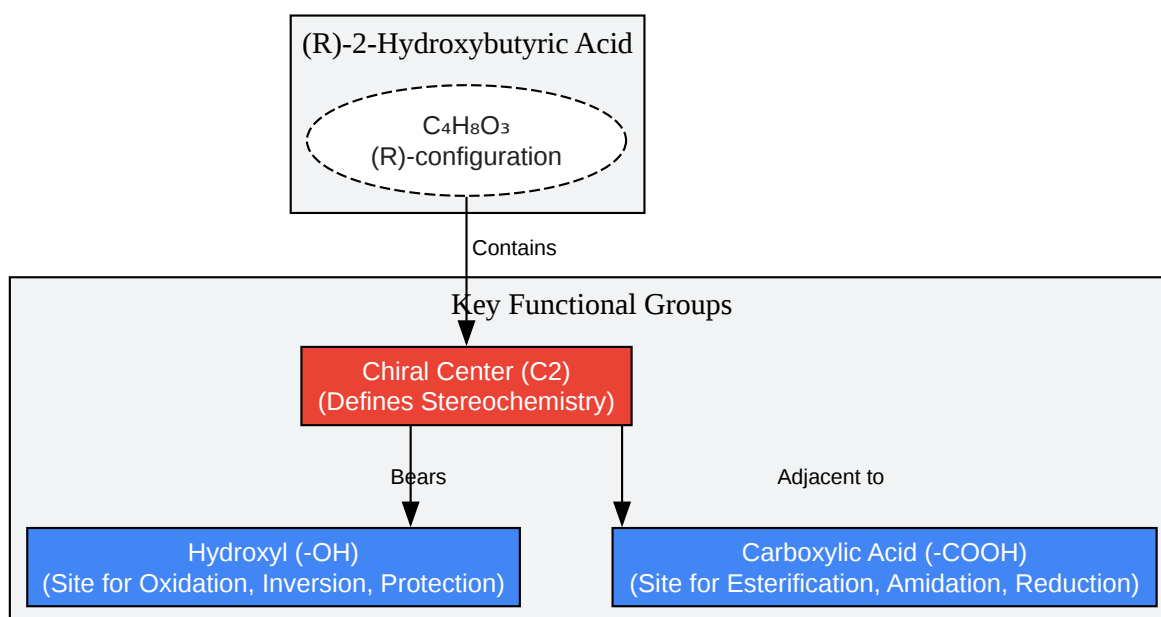 (R)-2-Hydroxybutyric Acid
C₄H₈O₃
(R)-configuration
Contains
Key Functional Groups
Chiral Center (C2)
(Defines Stereochemistry)
Bears
Adjacent to
Hydroxyl (-OH)
(Site for Oxidation, Inversion, Protection)
Carboxylic Acid (-COOH)
(Site for Esterification, Amidation, Reduction)